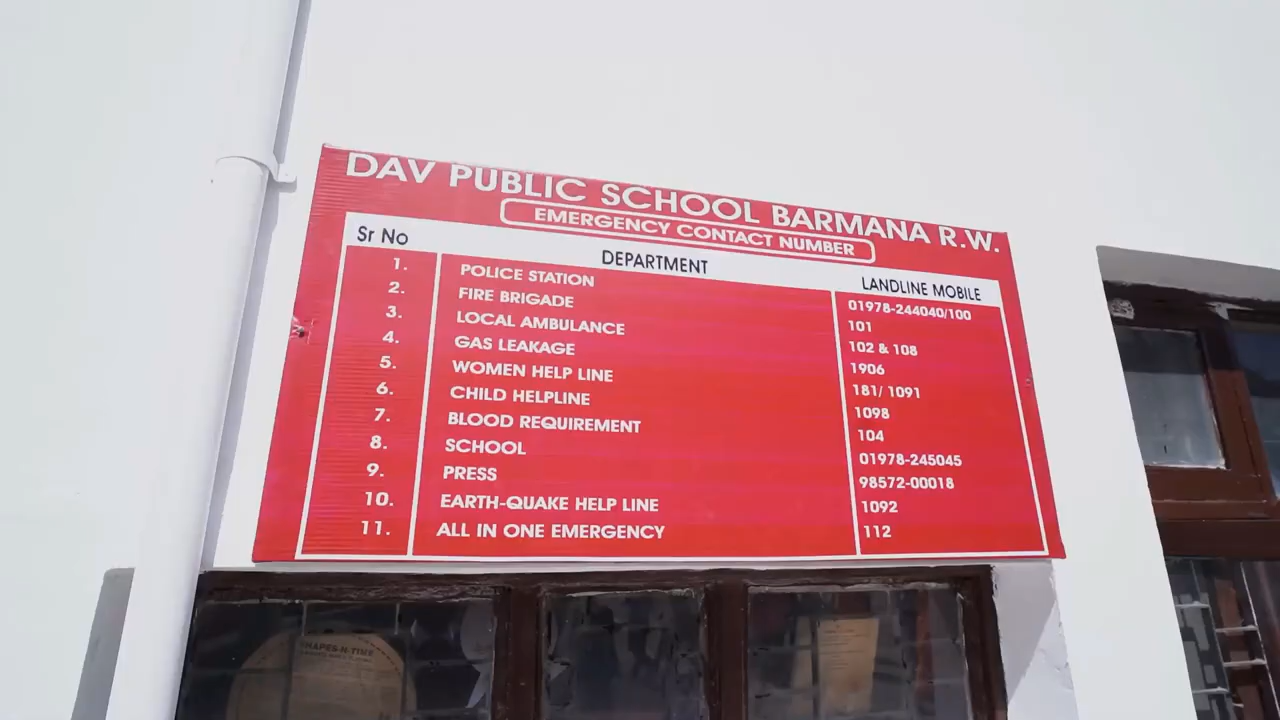 DAV PUBLIC SCHOOL BARMANA R.W.
EMERGENCY CONTACT NUMBER
Sr No DEPARTMENT LANDLINE MOBILE
1. POLICE STATION 01978-244040/100
2. FIRE BRIGADE 101
3. LOCAL AMBULANCE 102 & 108
4. GAS LEAKAGE 1906
5. WOMEN HELP LINE 181/ 1091
6. CHILD HELPLINE 1098
7. BLOOD REQUIREMENT 104
8. SCHOOL 01978-245045
9. PRESS 98572-00018
10. EARTH-QUAKE HELP LINE 1092
11. ALL IN ONE EMERGENCY 112